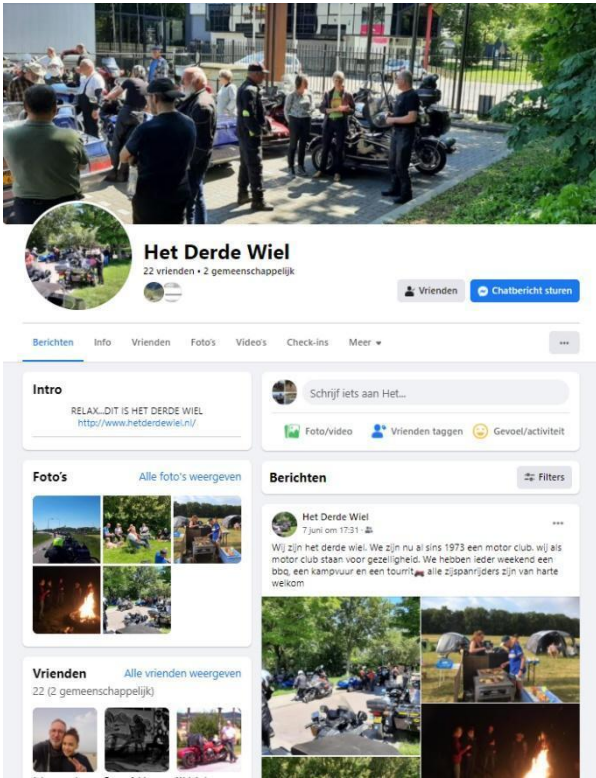 Het Derde Wiel
22 vrienden • 2 gemeenschappelijk
Vrienden
Chatbericht sturen
Berichten
Info
Vrienden
Foto's
Video's
Check-ins
Meer
Intro
RELAX...DIT IS HET DERDE WIEL
http://www.hetderdewiel.nl/
Schrijf iets aan Het...
Foto/video
Vrienden taggen
Gevoel/activiteit
Foto's
Alle foto's weergeven
Berichten
Filters
Het Derde Wiel
7 juni om 17:31
Wij zijn het derde wiel. We zijn nu al sins 1973 een motor club. wij als
motor club staan voor gezelligheid. We hebben ieder weekend een
bbq, een kampvuur en een tourrit, alle zijspanrijders zijn van harte
welkom
Vrienden
Alle vrienden weergeven
22 (2 gemeenschappelijk)